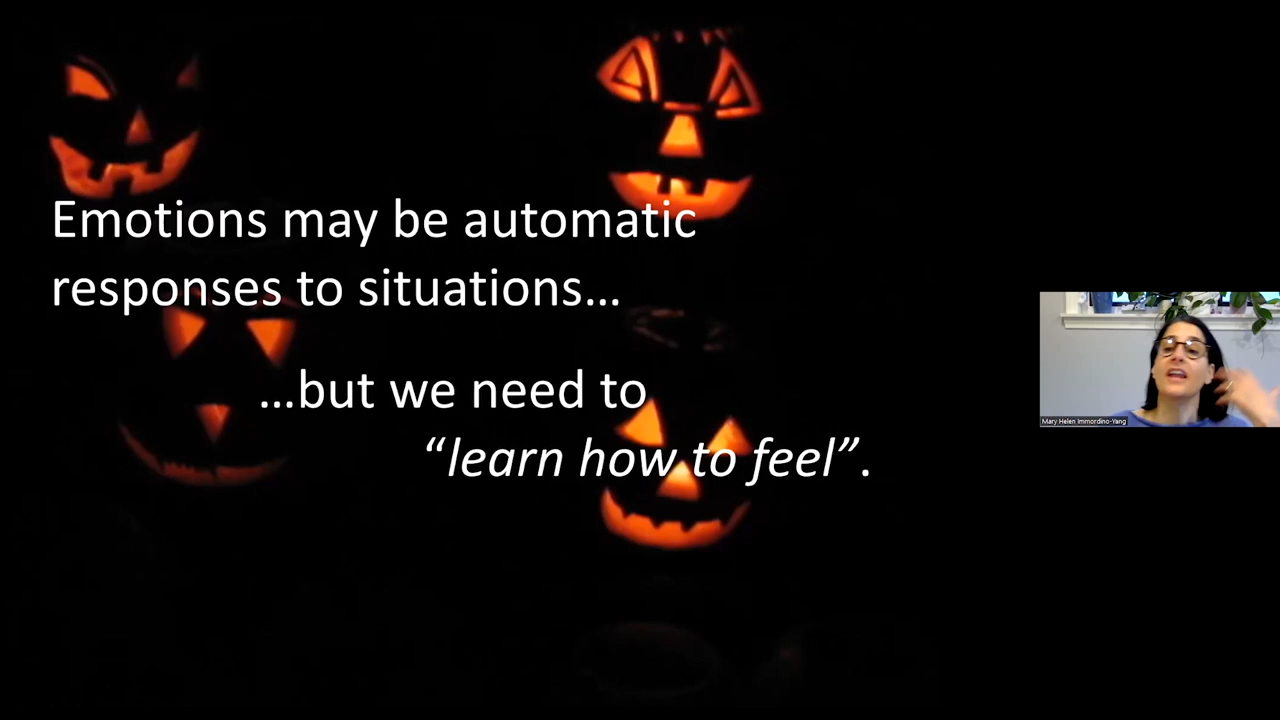 Emotions may be automatic
responses to situations…
…but we need to
“learn how to feel”.
Mary Helen Immordino-Yang